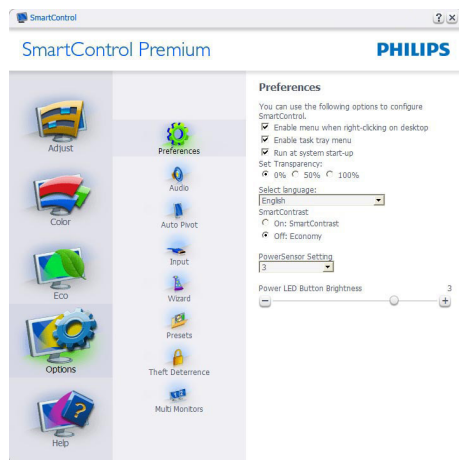 SmartControl
SmartControl Premium
PHILIPS
Adjust
Color
Eco
Options
Help
Preferences
Audio
Auto Pivot
Input
Wizard
Presets
Theft Deterrence
Multi Monitors
Preferences
You can use the following options to configure
SmartControl.
Enable menu when right-clicking on desktop
Enable task tray menu
Run at system start-up
Set Transparency:
0% 50% 100%
Select language:
English
SmartContrast
On: SmartContrast
Off: Economy
PowerSensor Setting
3
Power LED Button Brightness 3